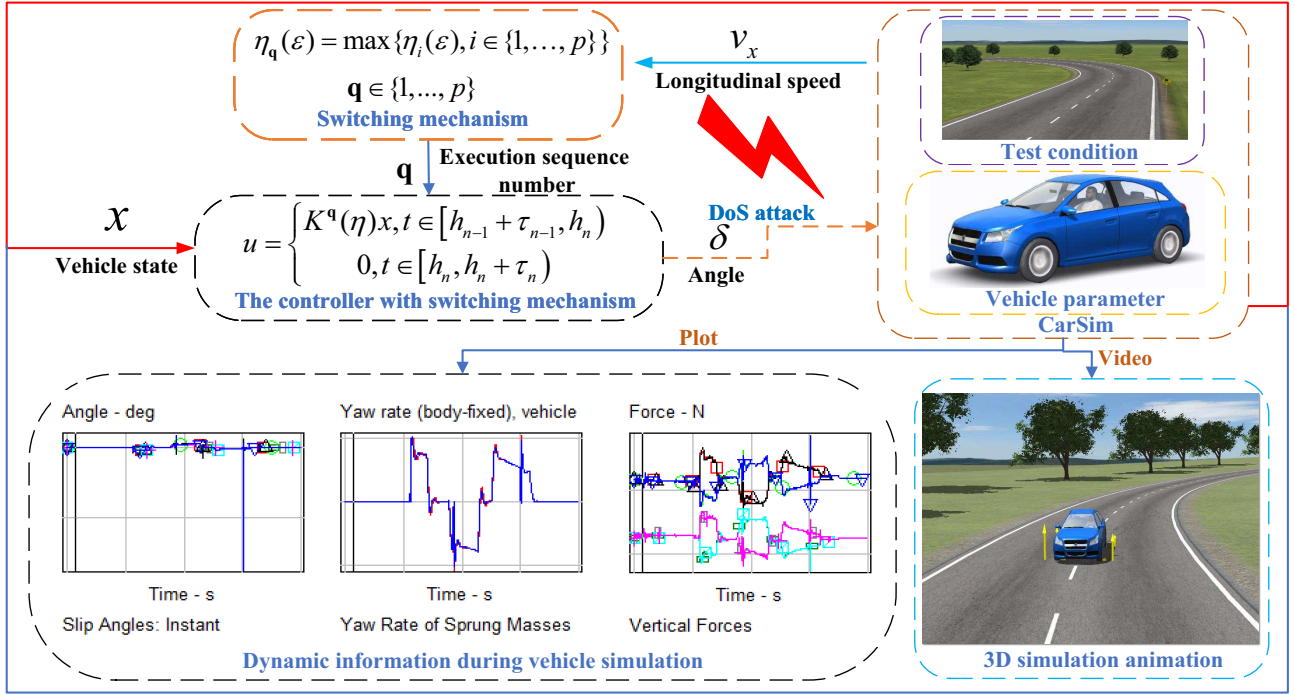 η_q(ε) = max{η_i(ε), i ∈ {1,…, p}}
q ∈ {1,..., p}
Switching mechanism
v_x
Longitudinal speed
Test condition
q
Execution sequence
number
x
Vehicle state
u = { K^q(η)x, t ∈ [h_{n−1} + τ_{n−1}, h_n)
0, t ∈ [h_n, h_n + τ_n)
The controller with switching mechanism
DoS attack
δ
Angle
Vehicle parameter
CarSim
Plot
Video
Angle - deg
Time - s
Slip Angles: Instant
Yaw rate (body-fixed), vehicle
Time - s
Yaw Rate of Sprung Masses
Force - N
Time - s
Vertical Forces
Dynamic information during vehicle simulation
3D simulation animation